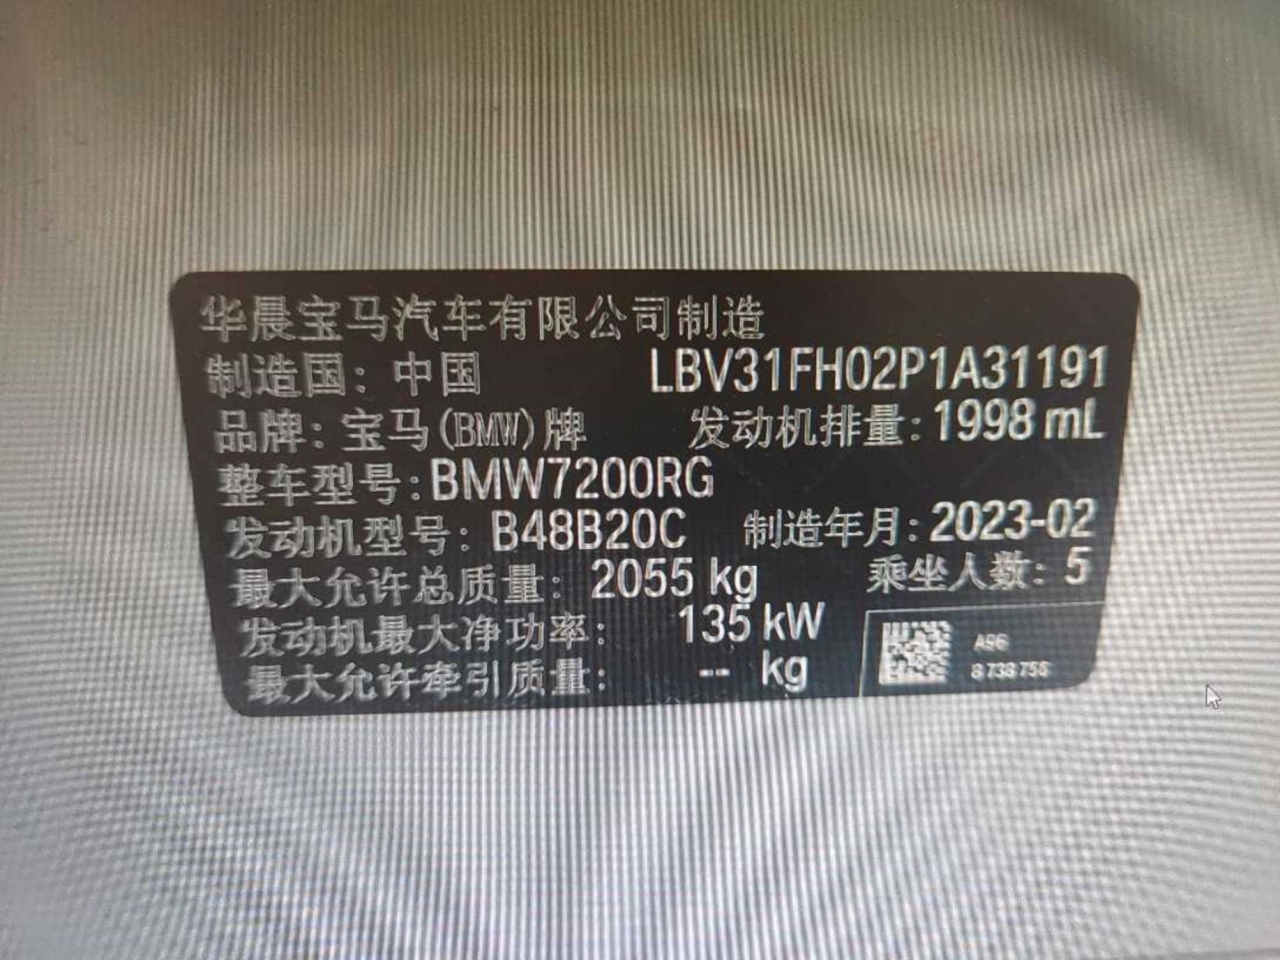 华晨宝马汽车有限公司制造
制造国：中国 LBV31FH02P1A31191
品牌：宝马(BMW)牌 发动机排量：1998 mL
整车型号：BMW7200RG
发动机型号：B48B20C 制造年月：2023-02
最大允许总质量：2055 kg 乘坐人数：5
发动机最大净功率：135 kW
最大允许牵引质量：-- kg
A96
8 738 756